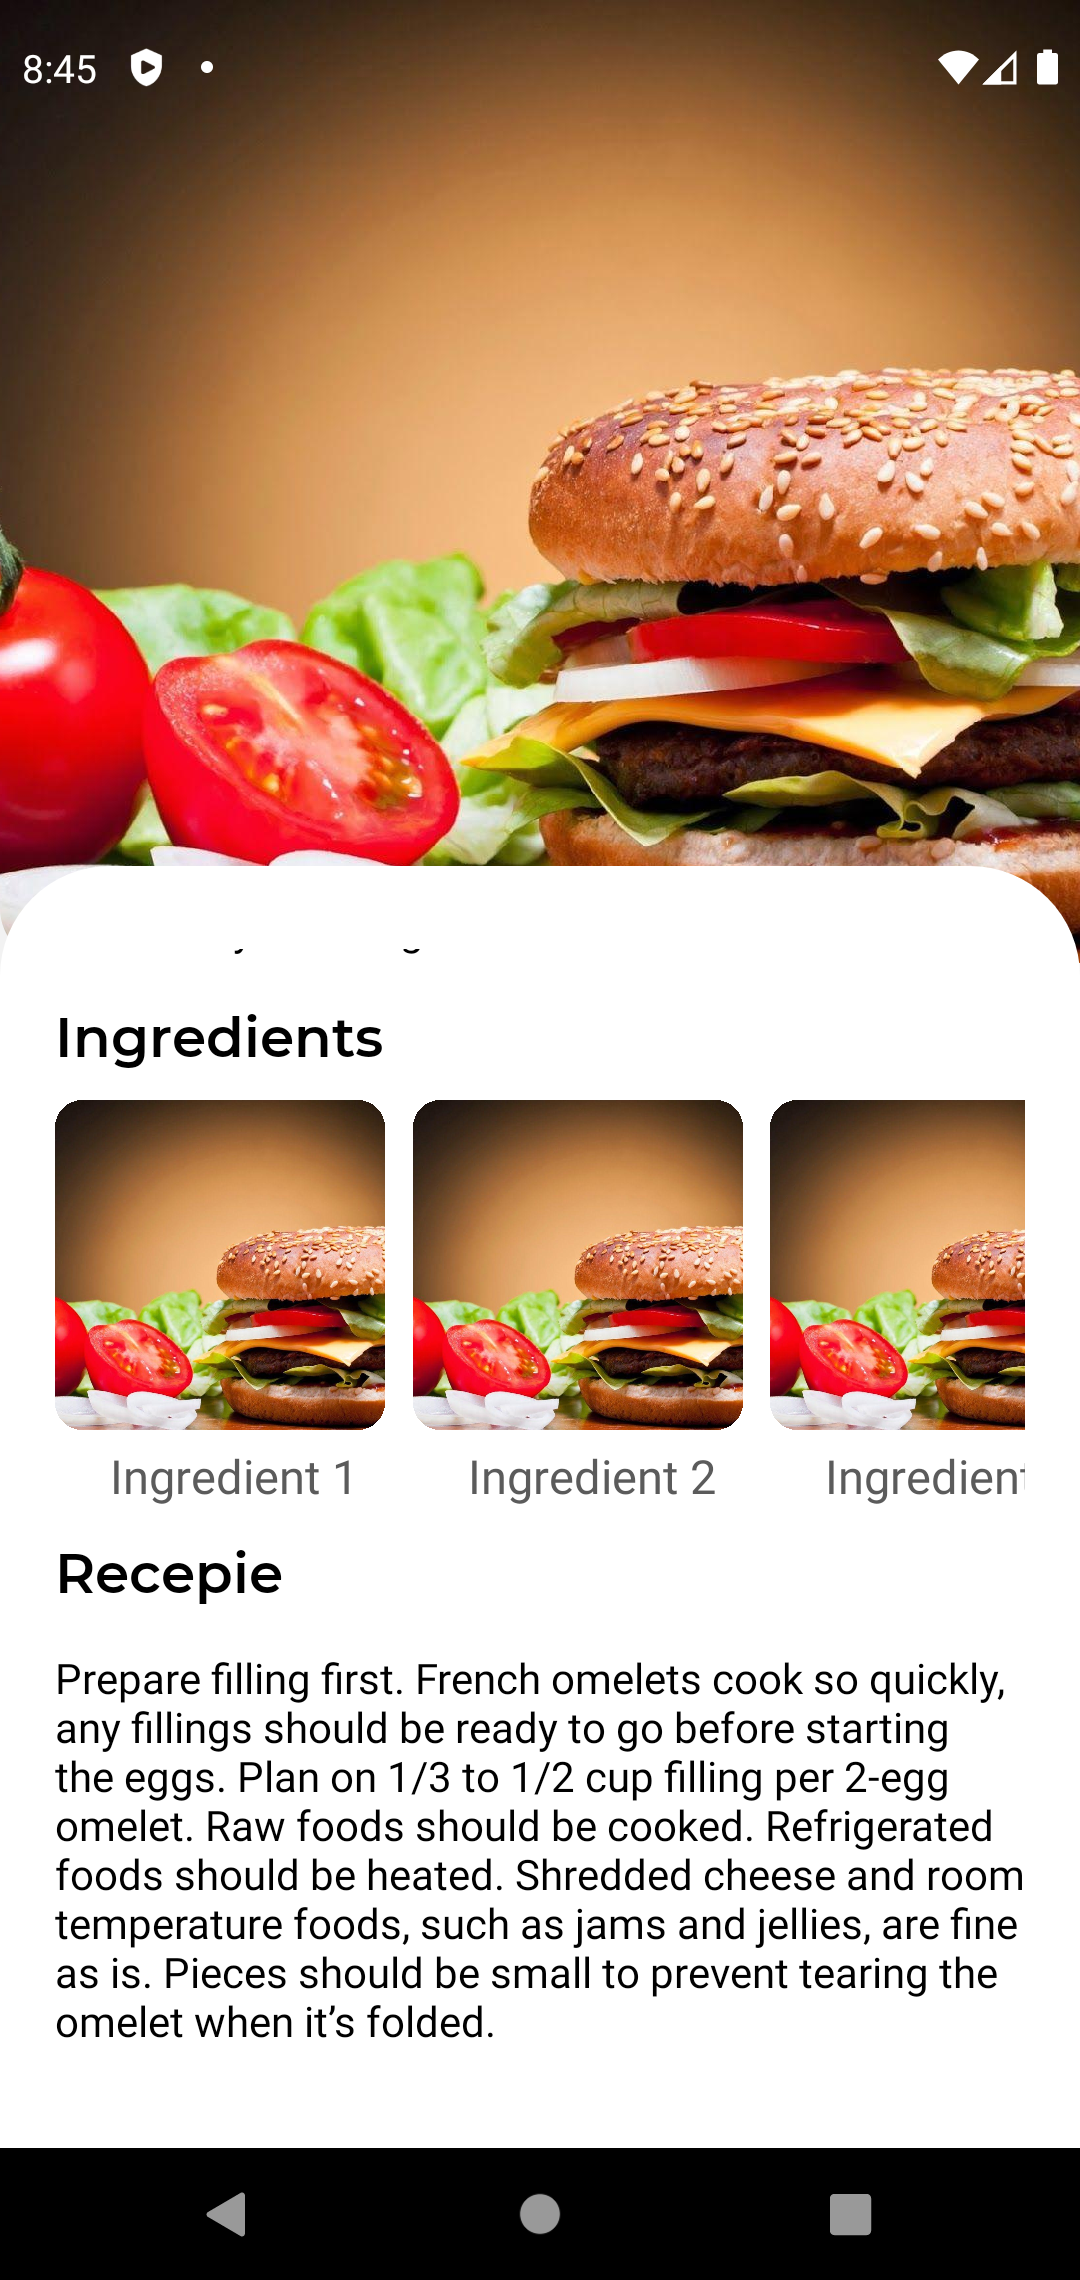 8:45
Ingredients
Ingredient 1
Ingredient 2
Ingredient
Recepie
Prepare filling first. French omelets cook so quickly,
any fillings should be ready to go before starting
the eggs. Plan on 1/3 to 1/2 cup filling per 2-egg
omelet. Raw foods should be cooked. Refrigerated
foods should be heated. Shredded cheese and room
temperature foods, such as jams and jellies, are fine
as is. Pieces should be small to prevent tearing the
omelet when it’s folded.